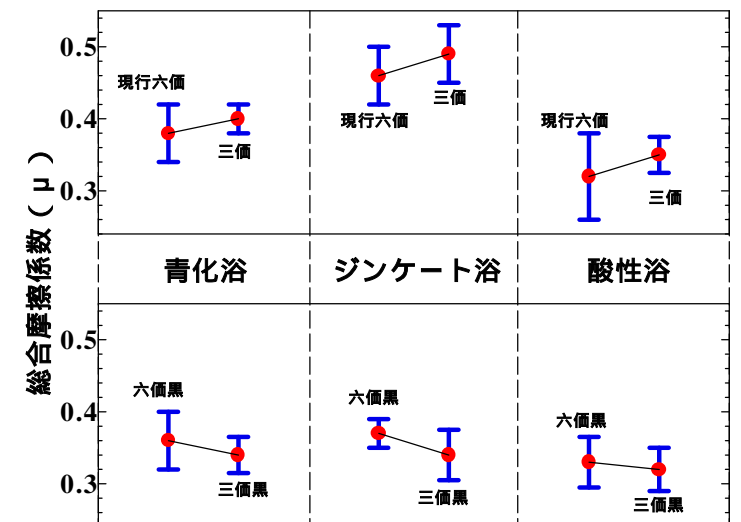 総合摩擦係数(μ)
0.5
0.4
0.3
現行六価
三価
現行六価
三価
現行六価
三価
青化浴
ジンケート浴
酸性浴
0.5
0.4
0.3
六価黒
三価黒
六価黒
三価黒
六価黒
三価黒